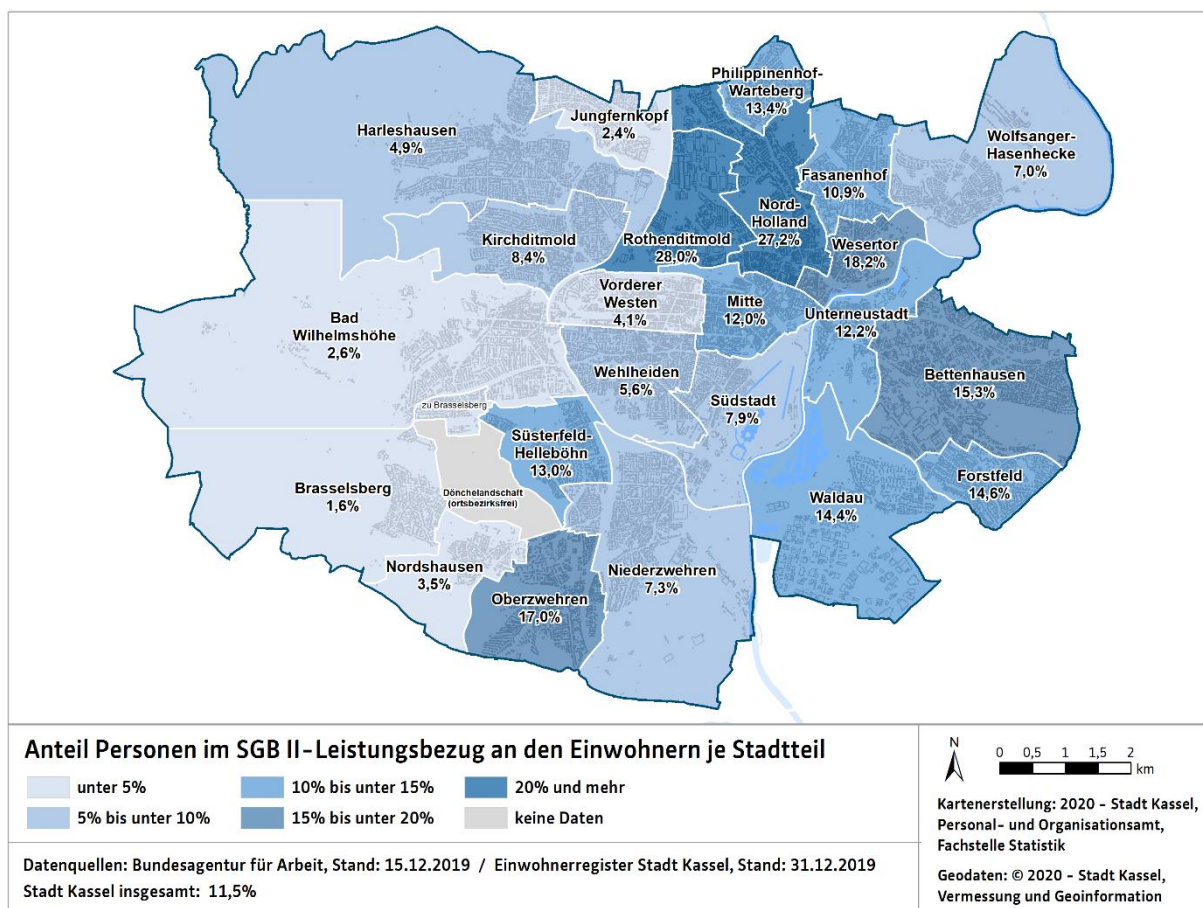 Philippinenhof-
Warteberg
13,4%
Jungfernkopf
2,4%
Harleshausen
4,9%
Wolfsanger-
Hasenhecke
7,0%
Fasanenhof
10,9%
Nord-
Holland
27,2%
Kirchditmold
8,4%
Rothenditmold
28,0%
Wesertor
18,2%
Vorderer
Westen
4,1%
Mitte
12,0%
Unterneustadt
12,2%
Bad
Wilhelmshöhe
2,6%
Wehlheiden
5,6%
Bettenhausen
15,3%
Südstadt
7,9%
zu Brasselsberg
Süsterfeld-
Helleböhn
13,0%
Forstfeld
14,6%
Brasselsberg
1,6%
Dönchelandschaft
(ortsbezirksfrei)
Waldau
14,4%
Nordshausen
3,5%
Niederzwehren
7,3%
Oberzwehren
17,0%
Anteil Personen im SGB II-Leistungsbezug an den Einwohnern je Stadtteil
unter 5%
10% bis unter 15%
20% und mehr
5% bis unter 10%
15% bis unter 20%
keine Daten
Datenquellen: Bundesagentur für Arbeit, Stand: 15.12.2019 / Einwohnerregister Stadt Kassel, Stand: 31.12.2019
Stadt Kassel insgesamt: 11,5%
N
0 0,5 1 1,5 2
km
Kartenerstellung: 2020 - Stadt Kassel,
Personal- und Organisationsamt,
Fachstelle Statistik
Geodaten: © 2020 - Stadt Kassel,
Vermessung und Geoinformation